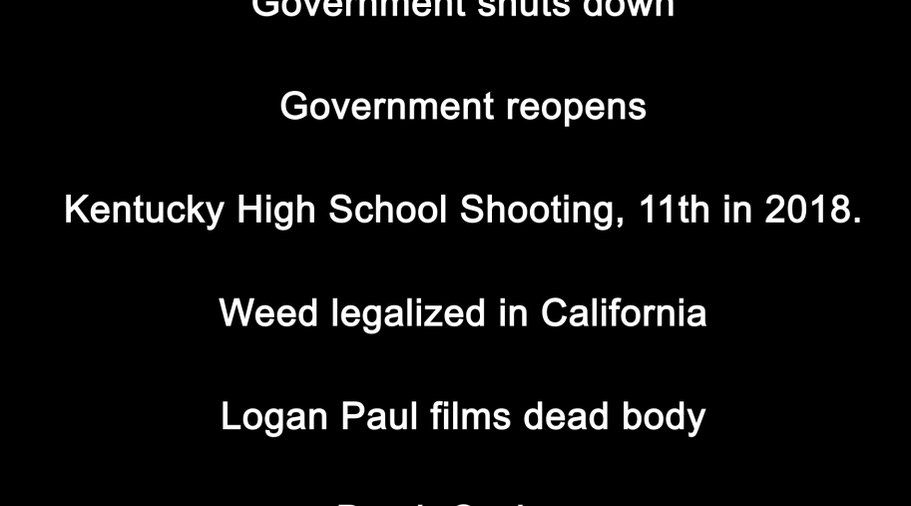 Government shuts down
Government reopens
Kentucky High School Shooting, 11th in 2018.
Weed legalized in California
Logan Paul films dead body